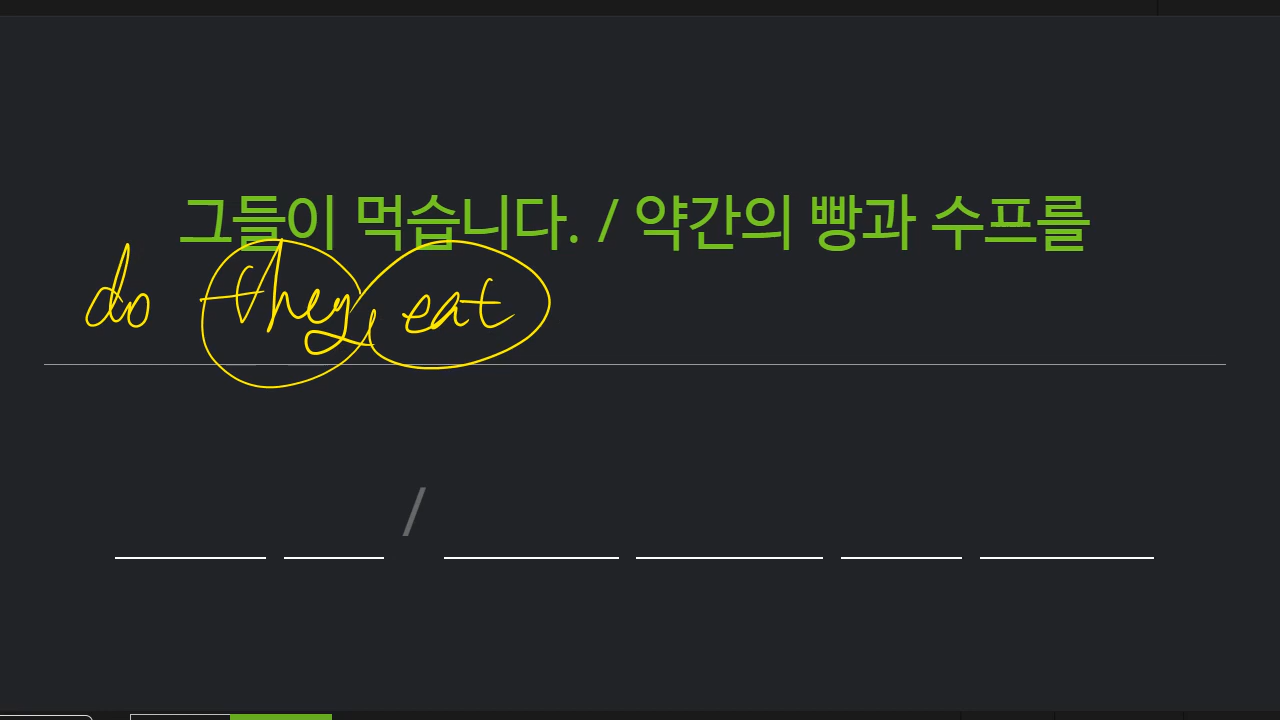 그들이 먹습니다. / 약간의 빵과 수프를
do they, eat
/